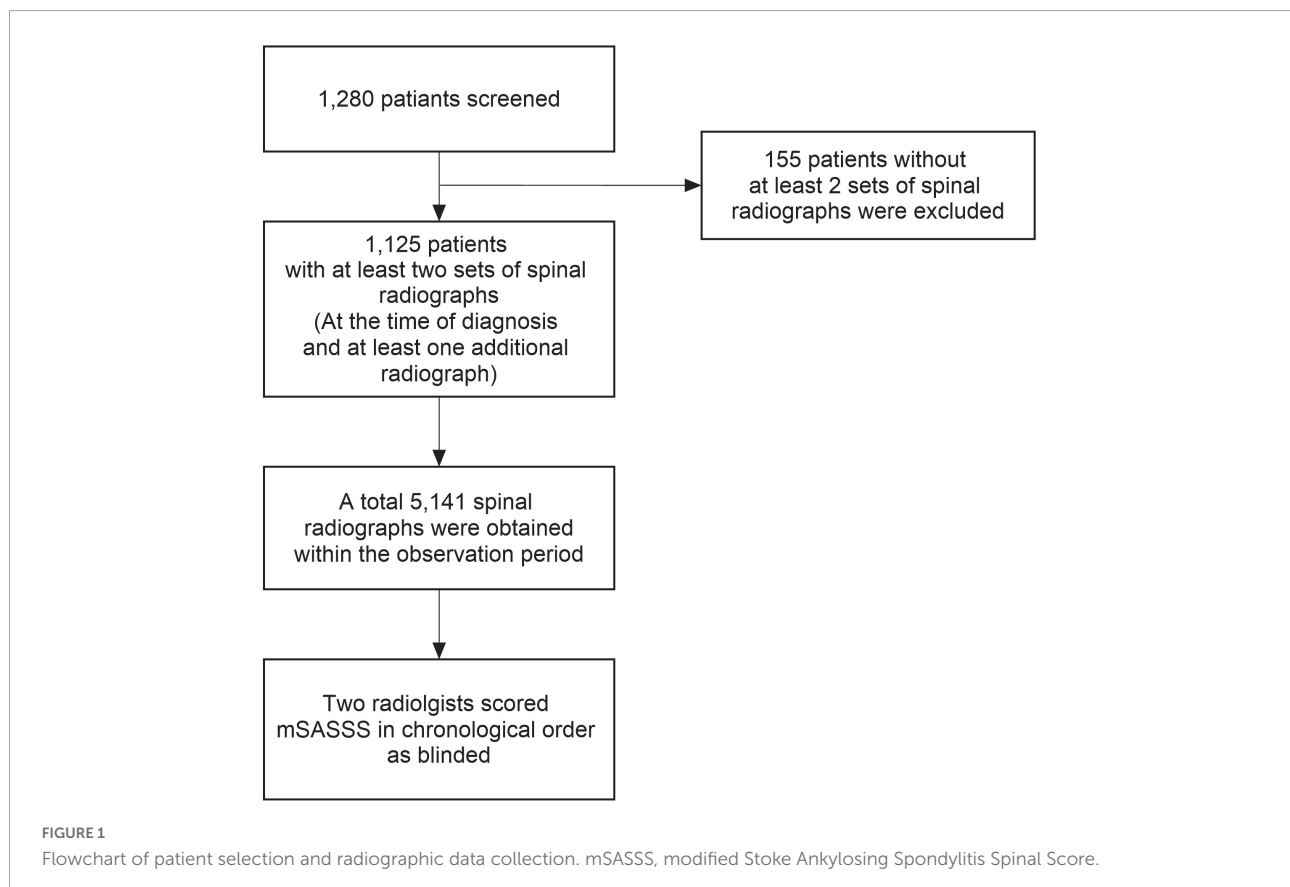 1,280 patiants screened
155 patients without
at least 2 sets of spinal
radiographs were excluded
1,125 patients
with at least two sets of spinal
radiographs
(At the time of diagnosis
and at least one additional
radiograph)
A total 5,141 spinal
radiographs were obtained
within the observation period
Two radiolgists scored
mSASSS in chronological order
as blinded
FIGURE 1
Flowchart of patient selection and radiographic data collection. mSASSS, modified Stoke Ankylosing Spondylitis Spinal Score.